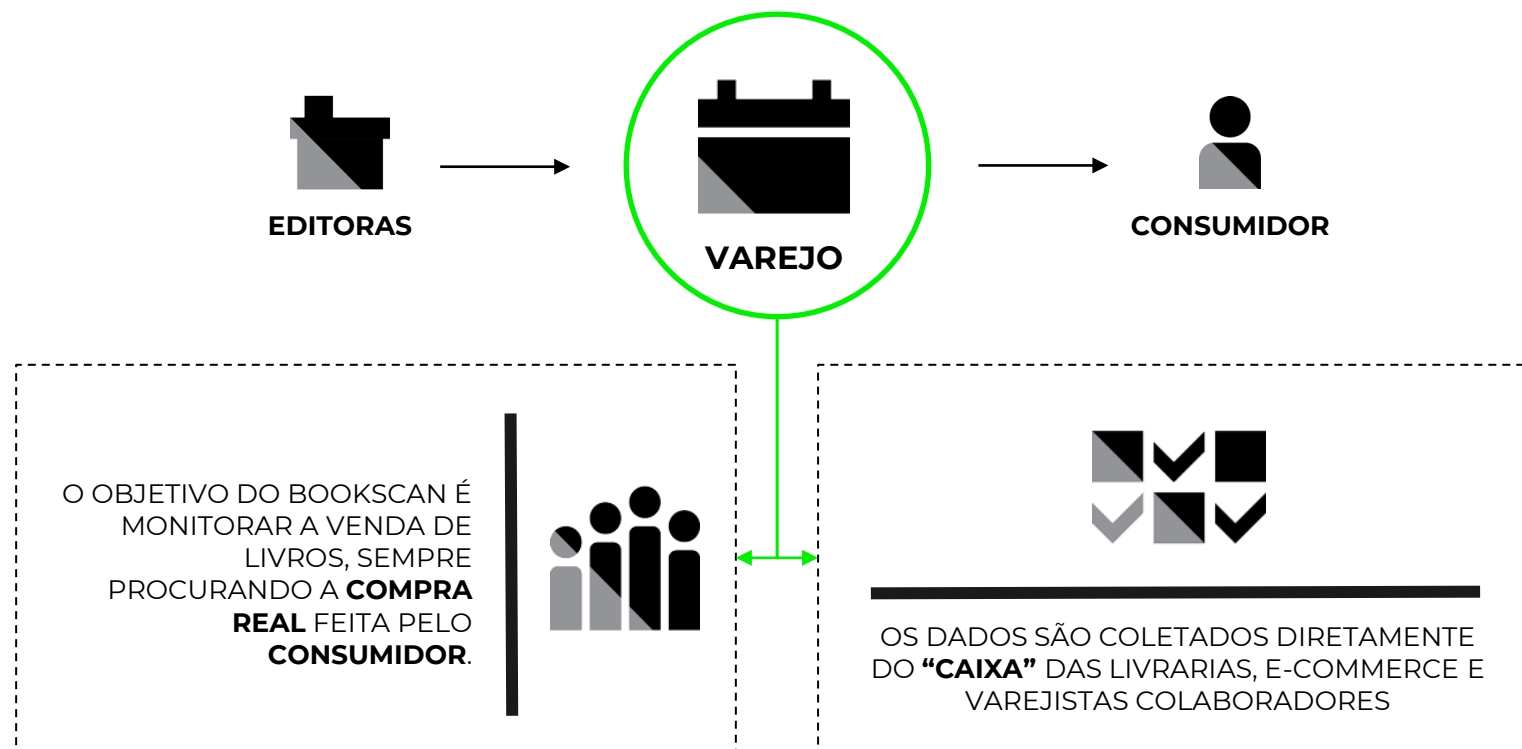 EDITORAS
VAREJO
CONSUMIDOR
O OBJETIVO DO BOOKSCAN É
MONITORAR A VENDA DE
LIVROS, SEMPRE
PROCURANDO A COMPRA
REAL FEITA PELO
CONSUMIDOR.
OS DADOS SÃO COLETADOS DIRETAMENTE
DO “CAIXA” DAS LIVRARIAS, E-COMMERCE E
VAREJISTAS COLABORADORES